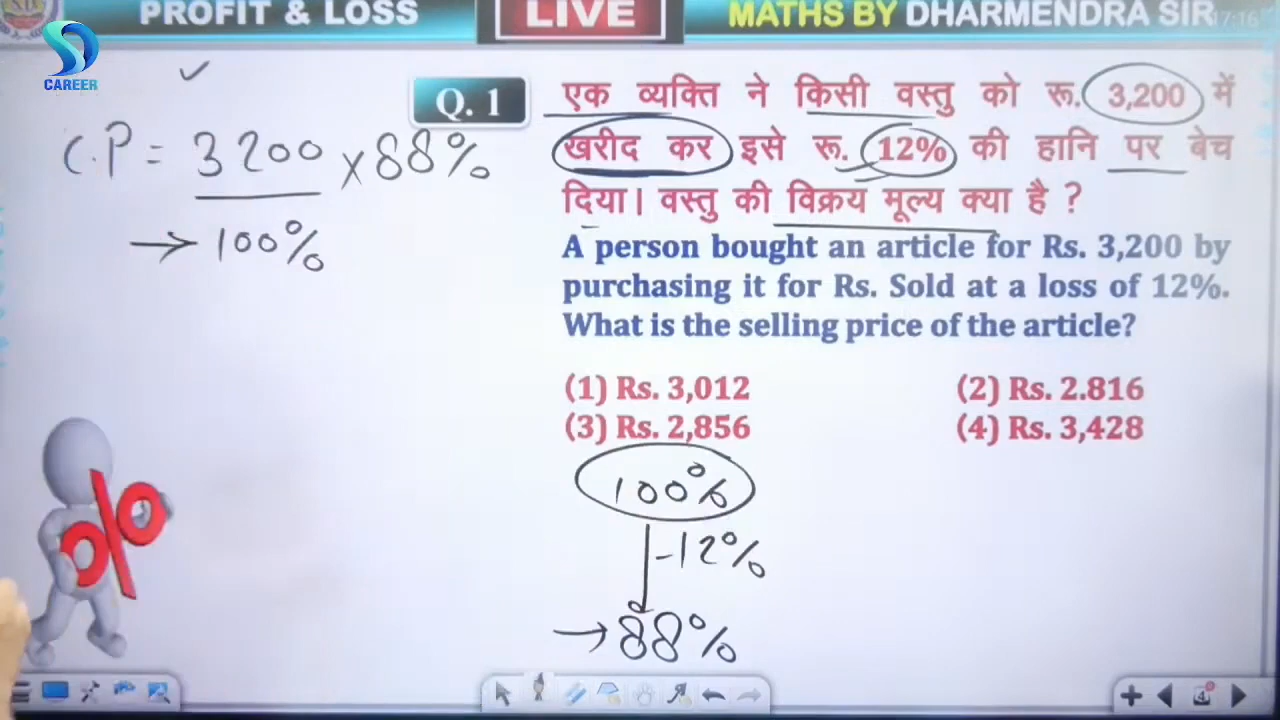 PROFIT & LOSS
LIVE
MATHS BY DHARMENDRA SIR
17:16
CAREER
Q. 1
एक व्यक्ति ने किसी वस्तु को रू. 3,200 में
खरीद कर इसे रू. 12% की हानि पर बेच
दिया। वस्तु की विक्रय मूल्य क्या है ?
A person bought an article for Rs. 3,200 by
purchasing it for Rs. Sold at a loss of 12%.
What is the selling price of the article?
(1) Rs. 3,012
(2) Rs. 2.816
(3) Rs. 2,856
(4) Rs. 3,428
C.P = 3200 x 88%
→ 100%
100%
-12%
→ 88%
%
4